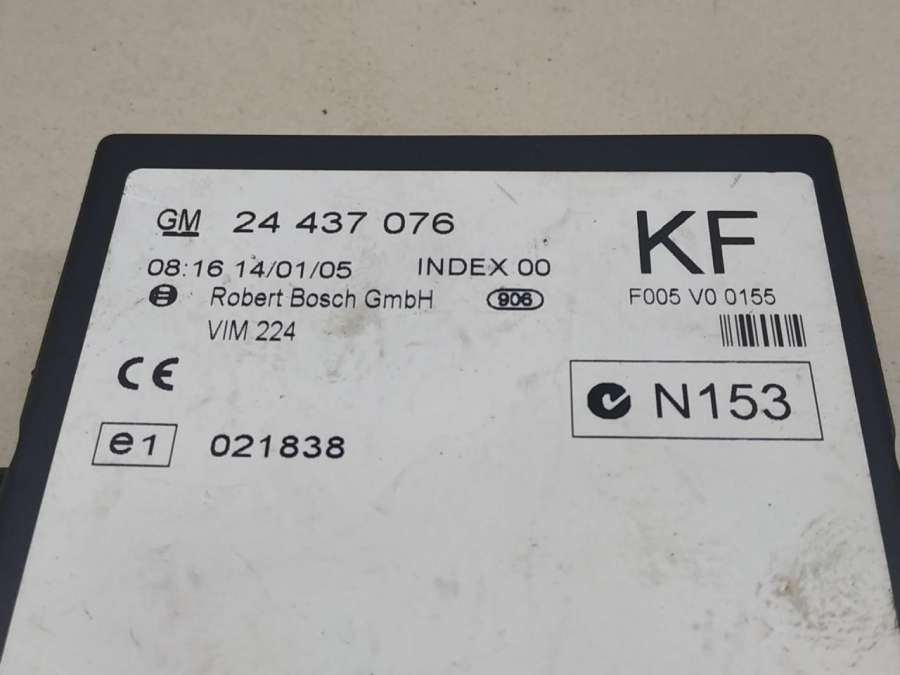 GM 24 437 076
KF
08:16 14/01/05 INDEX 00
Robert Bosch GmbH 906
F005 V0 0155
VIM 224
CE
N153
e1 021838